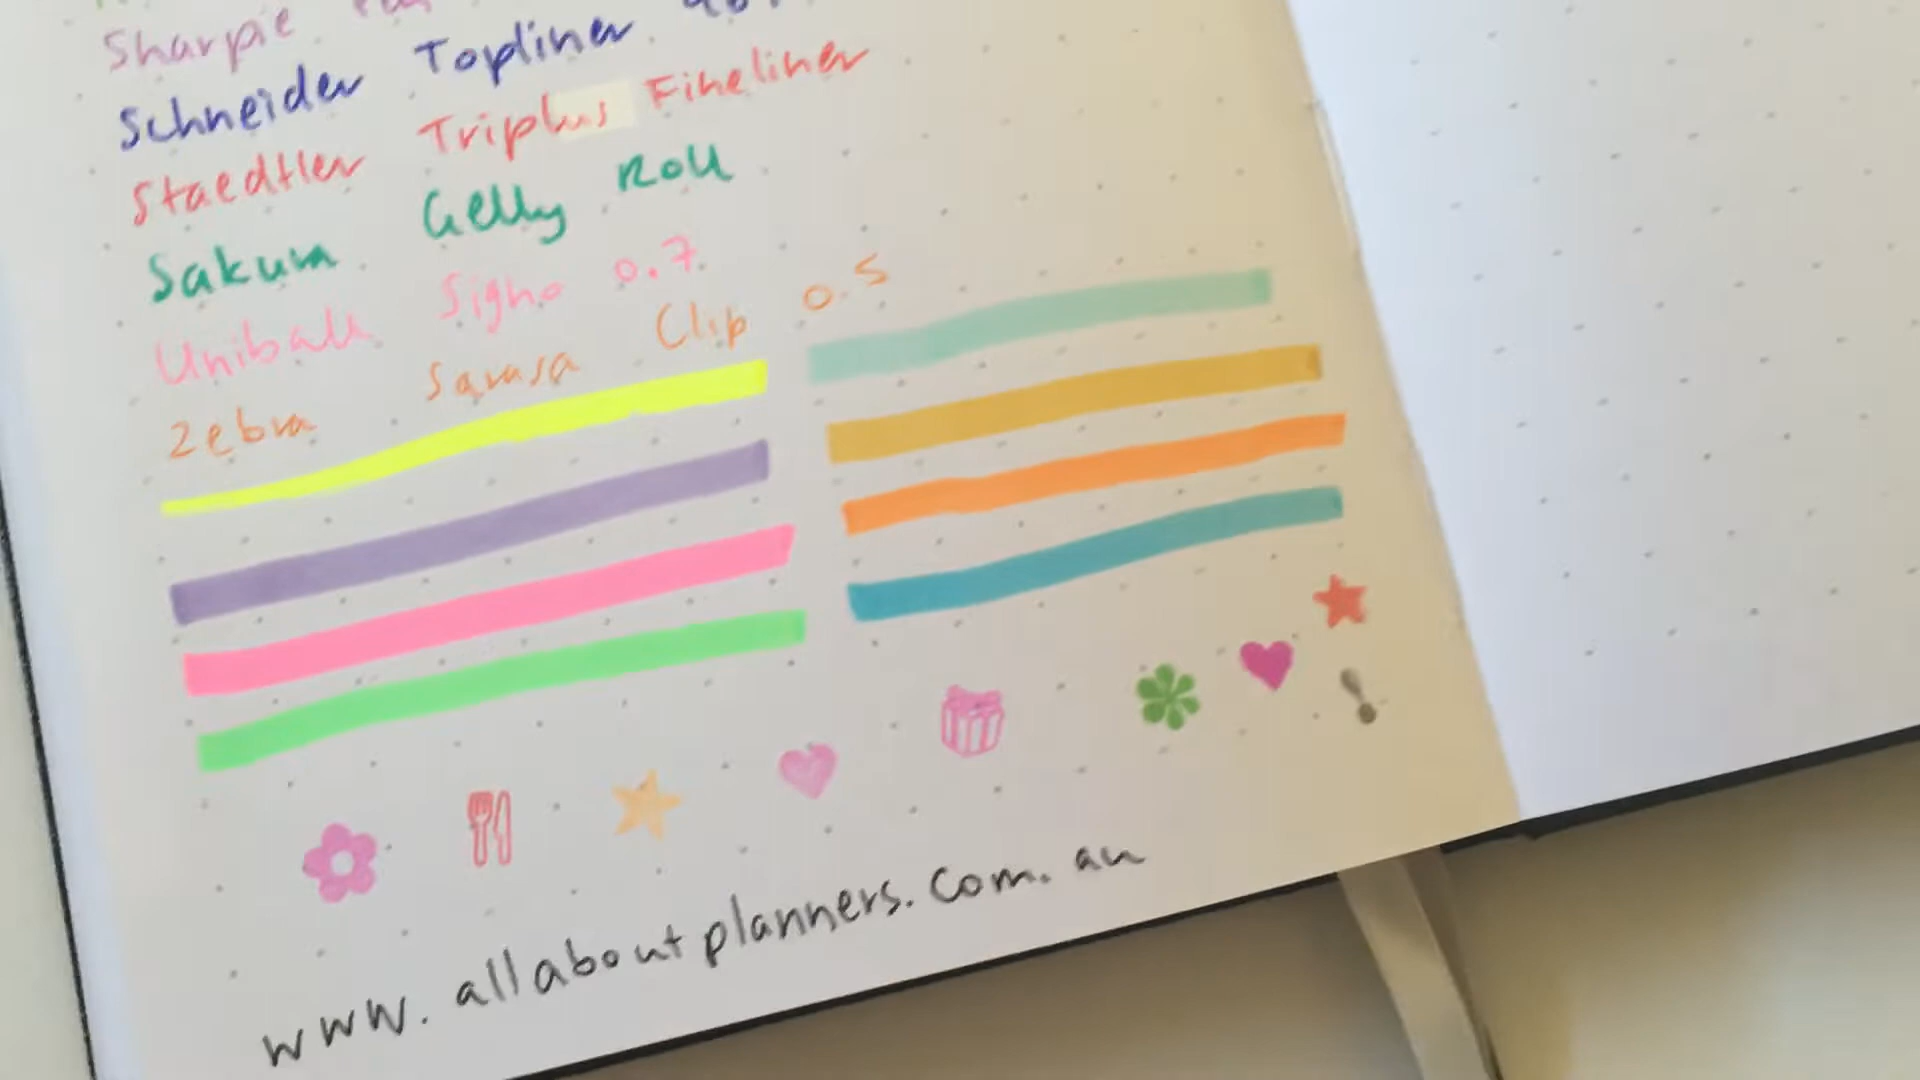 Sharpie
Schneider Topliner
Staedtler Triplus Fineliner
Sakura Gelly Roll
Uniball Signo 0.7
Zebra Sarasa Clip 0.5
www.allaboutplanners.com.au